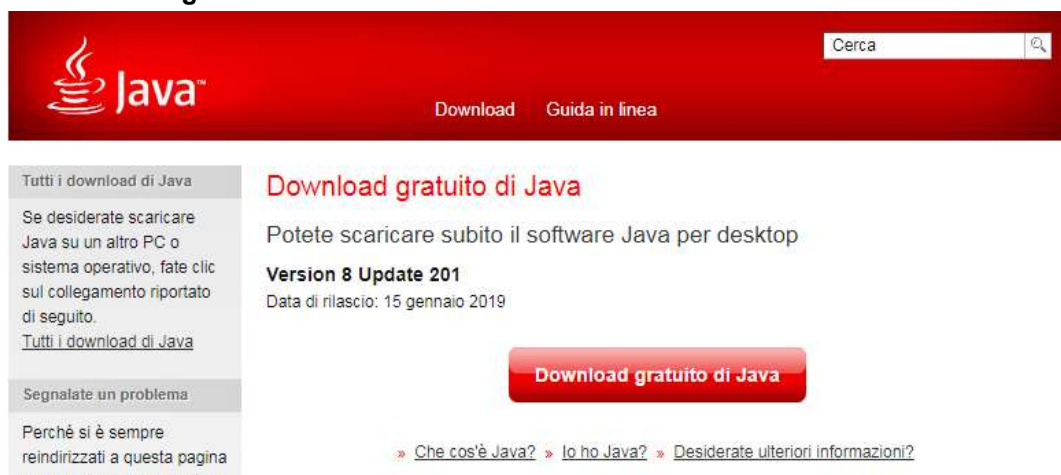 Java™
Cerca
Download Guida in linea
Tutti i download di Java
Se desiderate scaricare
Java su un altro PC o
sistema operativo, fate clic
sul collegamento riportato
di seguito.
Tutti i download di Java
Segnalate un problema
Perché si è sempre
reindirizzati a questa pagina
Download gratuito di Java
Potete scaricare subito il software Java per desktop
Version 8 Update 201
Data di rilascio: 15 gennaio 2019
Download gratuito di Java
» Che cos'è Java? » Io ho Java? » Desiderate ulteriori informazioni?